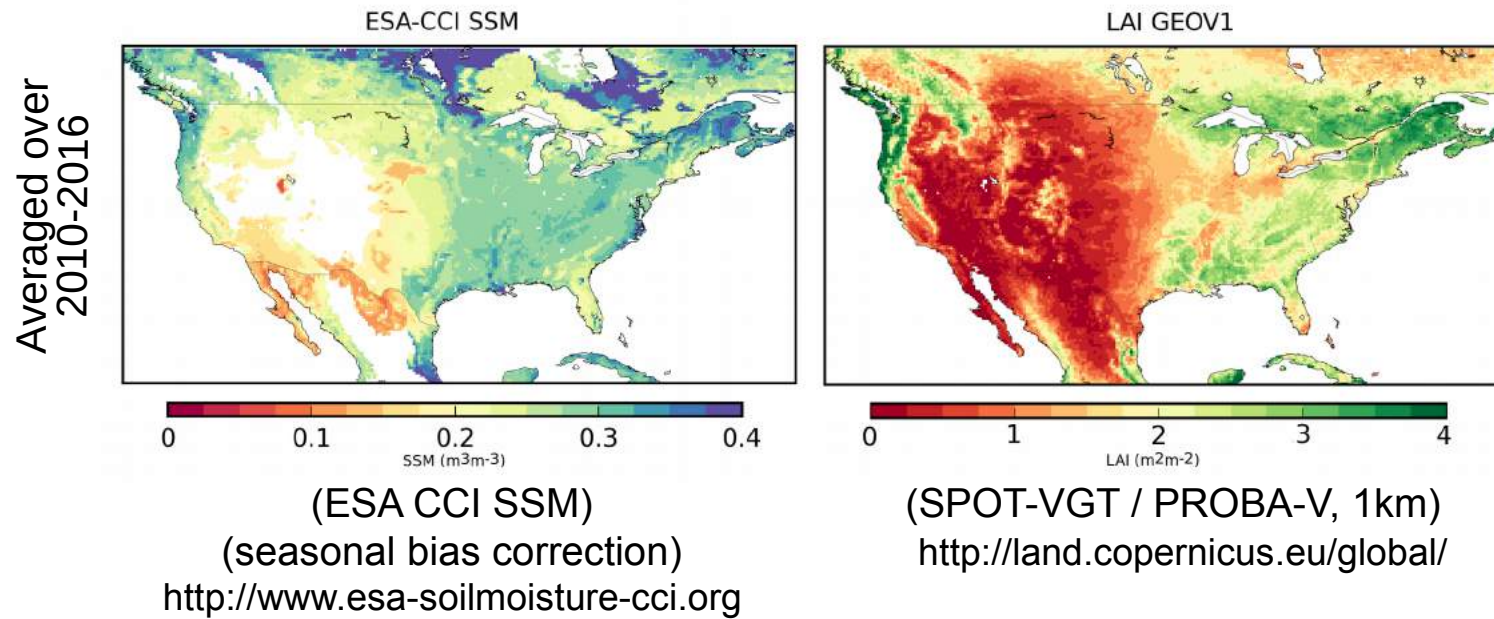 ESA-CCI SSM
LAI GEOV1
Averaged over
2010-2016
0 0.1 0.2 0.3 0.4
SSM (m3m-3)
0 1 2 3 4
LAI (m2m-2)
(ESA CCI SSM)
(seasonal bias correction)
http://www.esa-soilmoisture-cci.org
(SPOT-VGT / PROBA-V, 1km)
http://land.copernicus.eu/global/